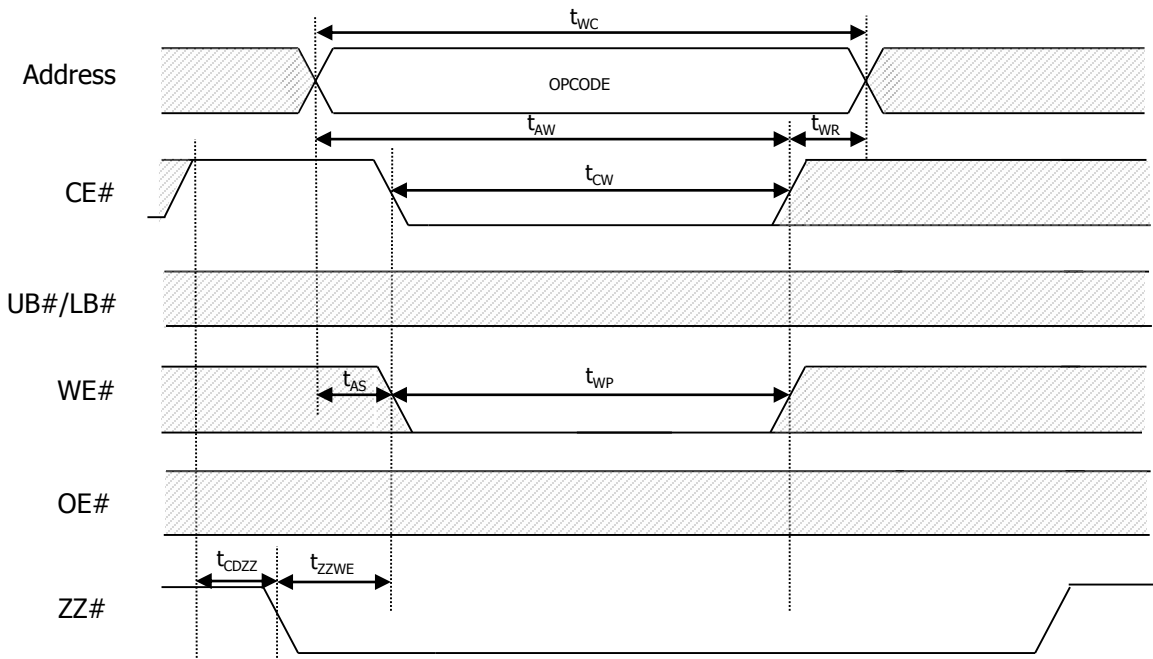 tWC
Address
OPCODE
tAW
tWR
CE#
tCW
UB#/LB#
WE#
tAS
tWP
OE#
tCDZZ
tZZWE
ZZ#